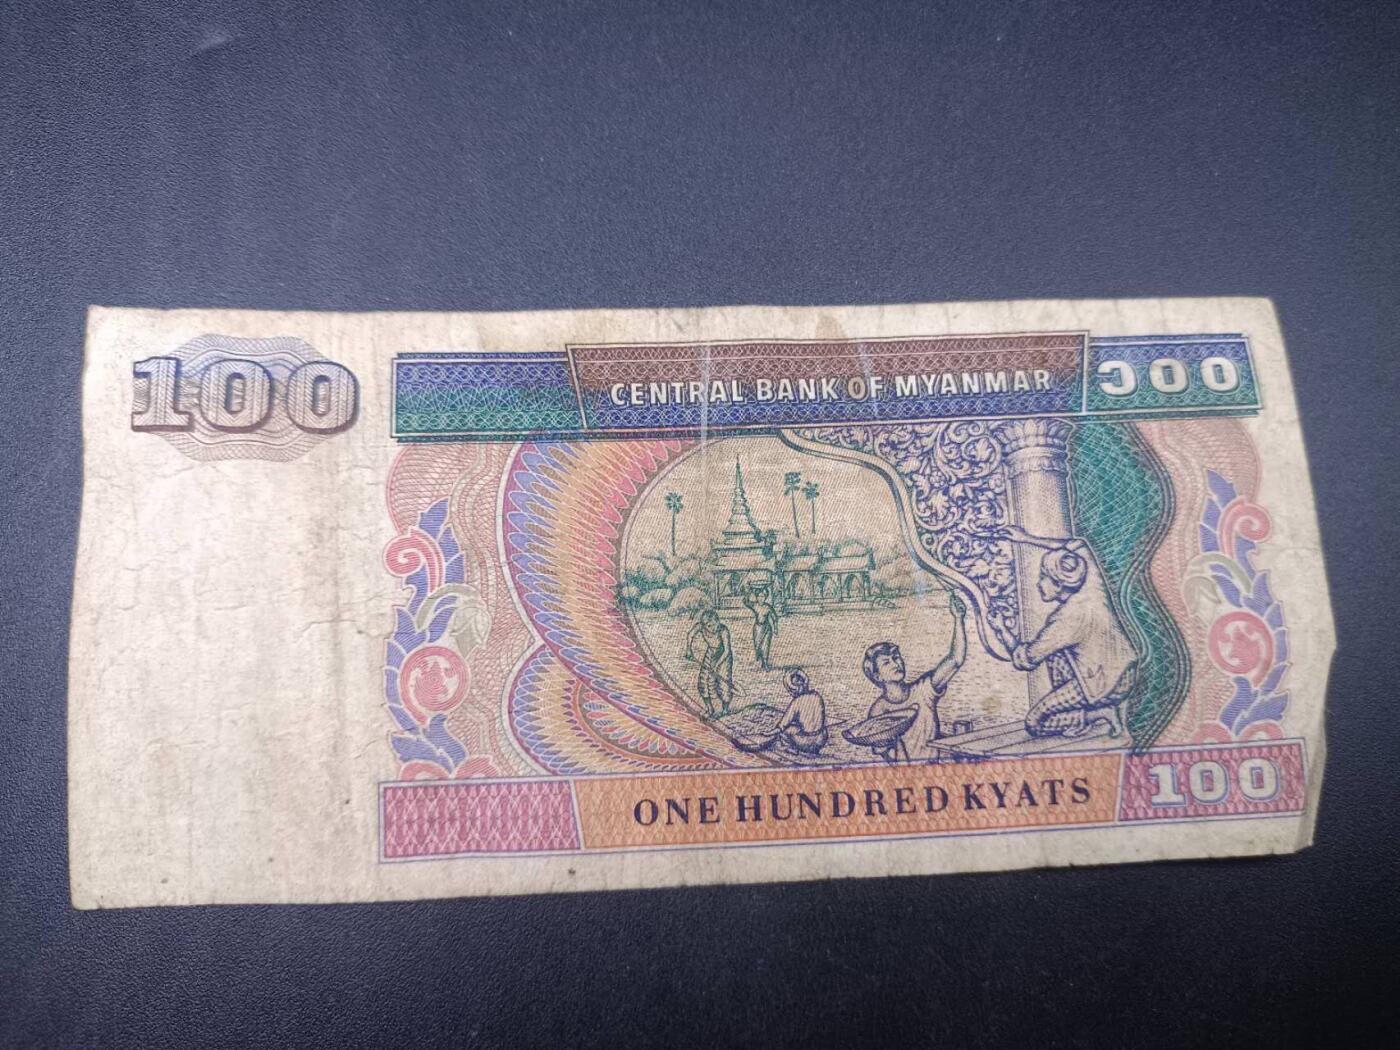 100
CENTRAL BANK OF MYANMAR
၁၀၀
ONE HUNDRED KYATS
100